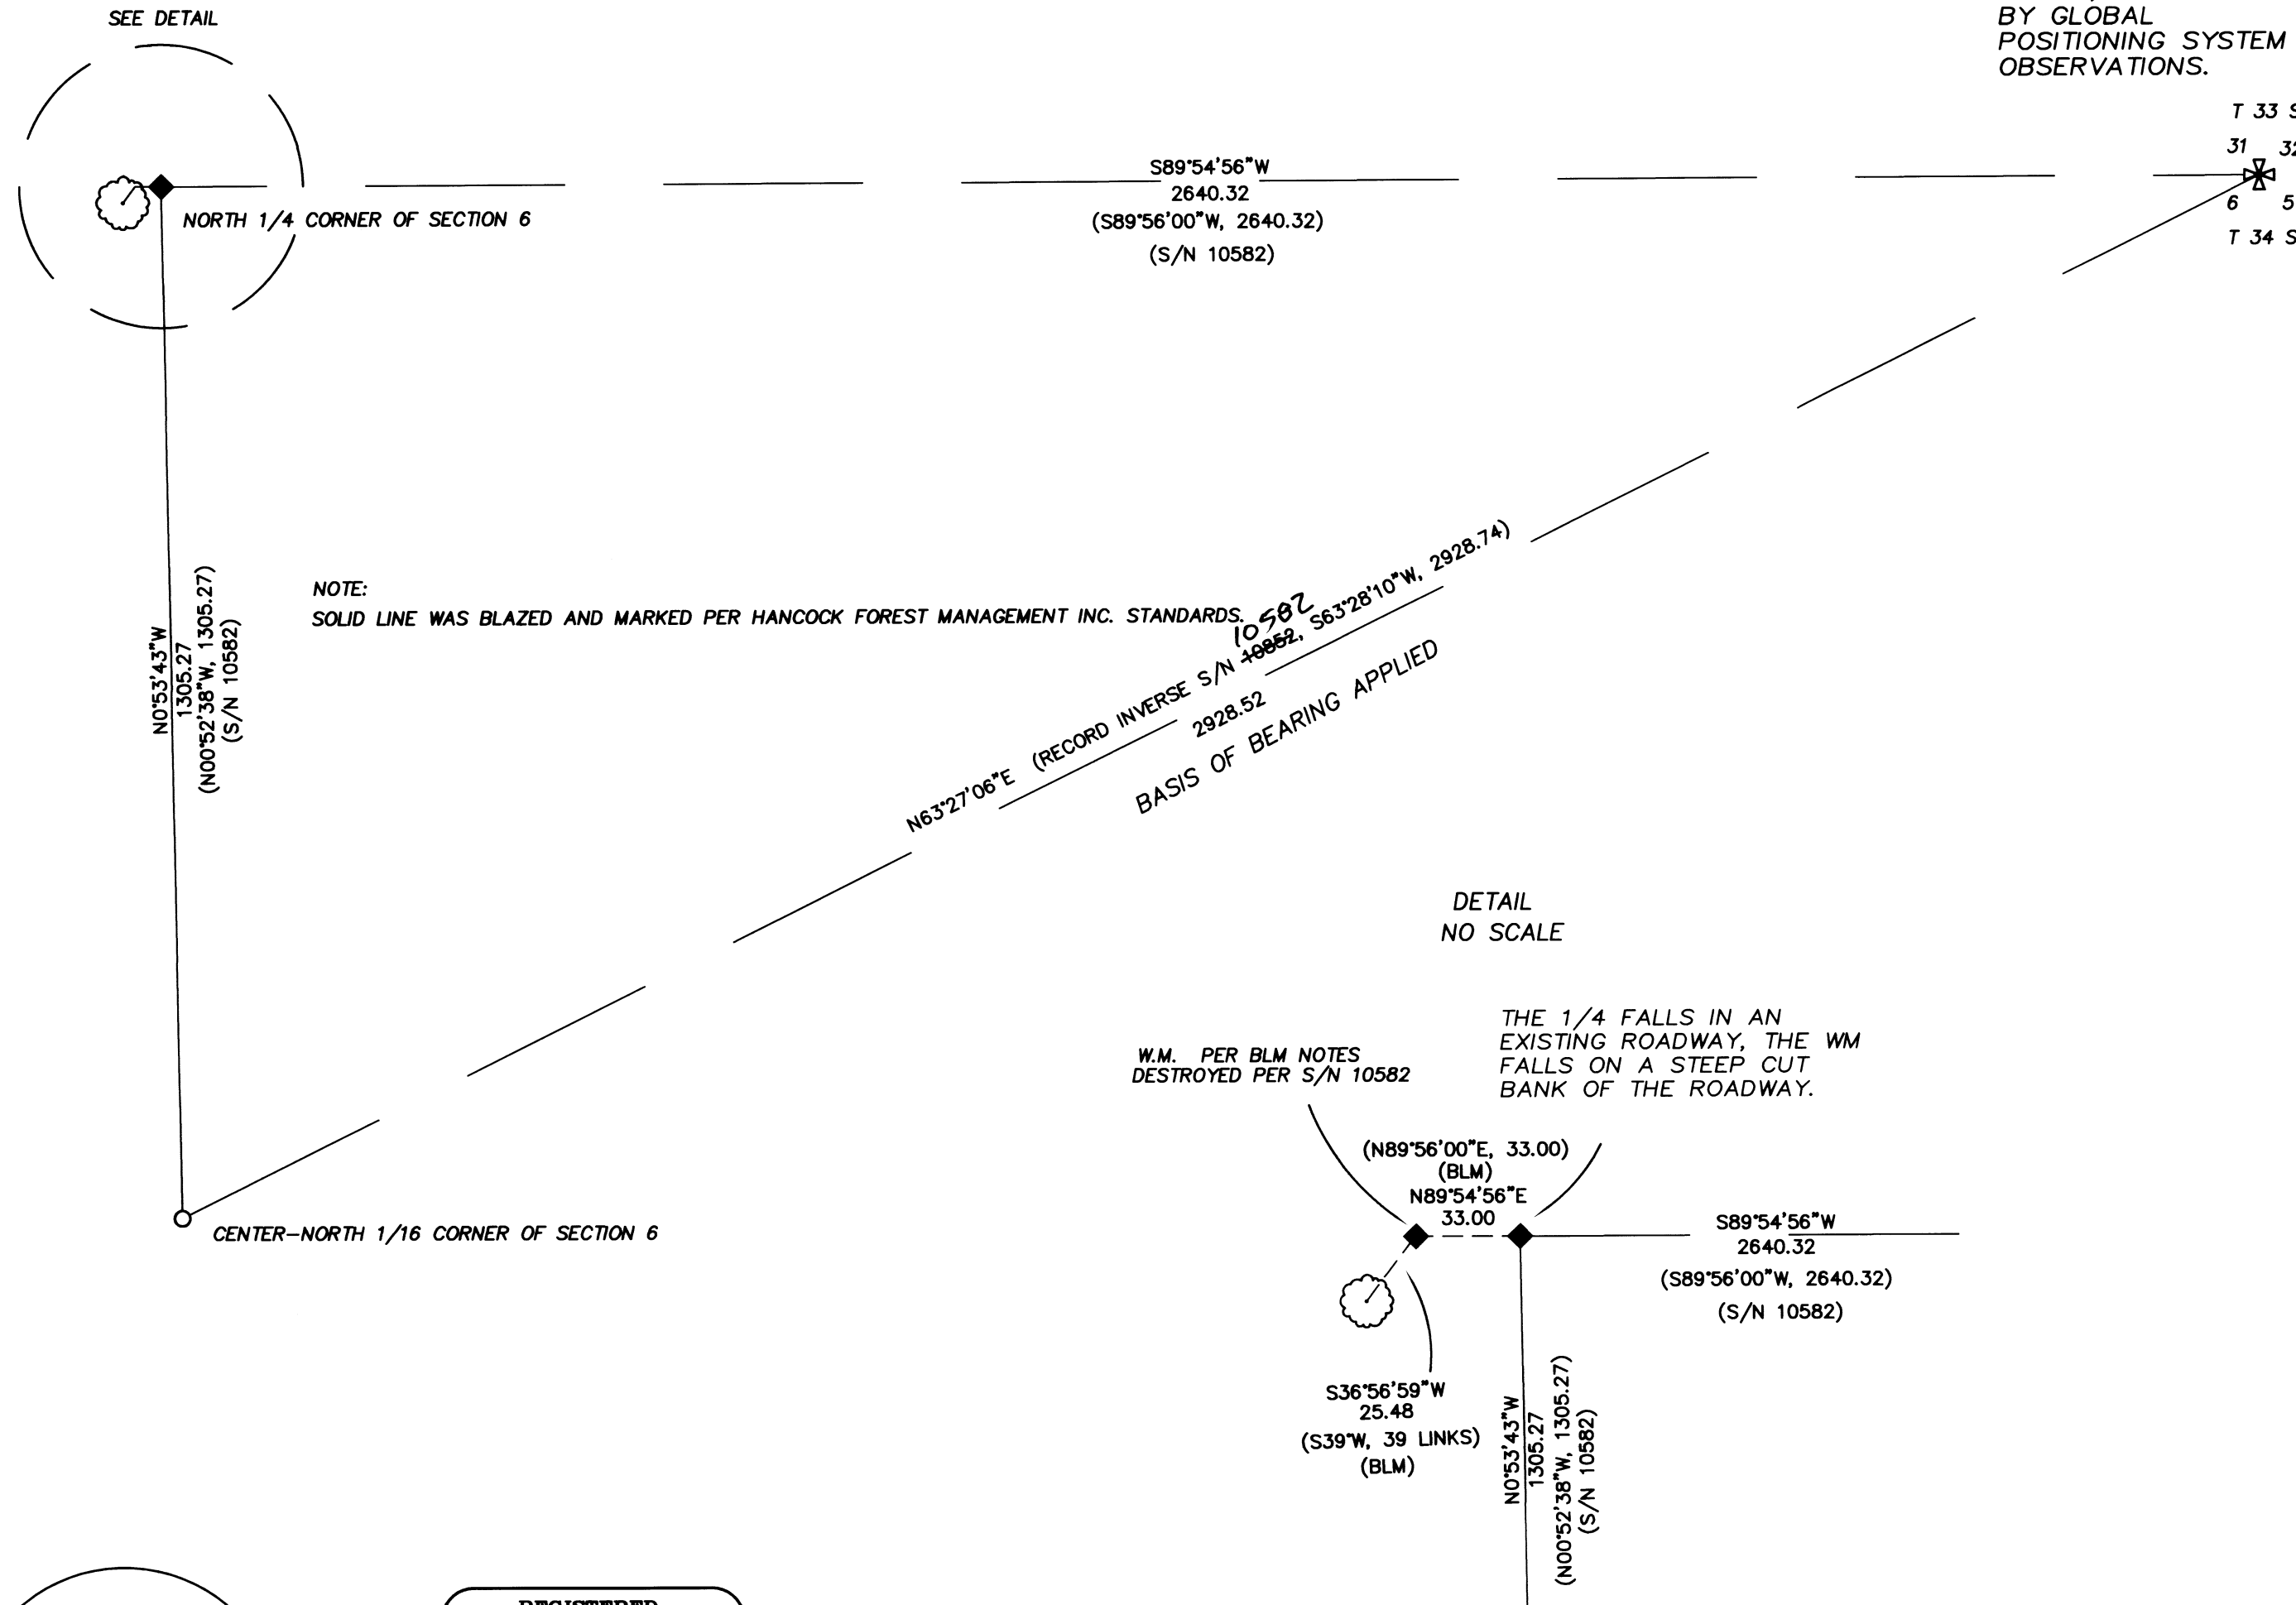 SEE DETAIL
BY GLOBAL
POSITIONING SYSTEM
OBSERVATIONS.
T 33 S
31 32
6 5
T 34 S
S89°54'56"W
2640.32
(S89°56'00"W, 2640.32)
(S/N 10582)
NORTH 1/4 CORNER OF SECTION 6
N0°53'43"W
1305.27
(N00°52'38"W, 1305.27)
(S/N 10582)
NOTE:
SOLID LINE WAS BLAZED AND MARKED PER HANCOCK FOREST MANAGEMENT INC. STANDARDS.
10582
N63°27'06"E (RECORD INVERSE S/N 10852, S63°28'10"W, 2928.74)
2928.52
BASIS OF BEARING APPLIED
CENTER-NORTH 1/16 CORNER OF SECTION 6
DETAIL
NO SCALE
THE 1/4 FALLS IN AN
EXISTING ROADWAY, THE WM
FALLS ON A STEEP CUT
BANK OF THE ROADWAY.
W.M. PER BLM NOTES
DESTROYED PER S/N 10582
(N89°56'00"E, 33.00)
(BLM)
N89°54'56"E
33.00
S89°54'56"W
2640.32
(S89°56'00"W, 2640.32)
(S/N 10582)
S36°56'59"W
25.48
(S39°W, 39 LINKS)
(BLM)
N0°53'43"W
1305.27
(N00°52'38"W, 1305.27)
(S/N 10582)
REGISTERED